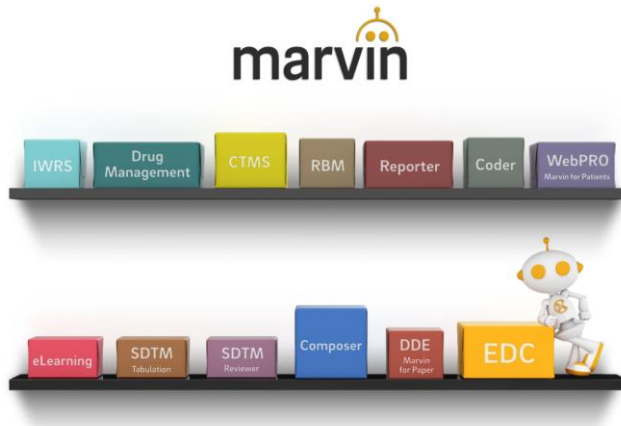 marvin
IWRS
Drug
Management
CTMS
RBM
Reporter
Coder
WebPRO
Marvin for Patients
eLearning
SDTM
Tabulation
SDTM
Reviewer
Composer
DDE
Marvin
for Paper
EDC